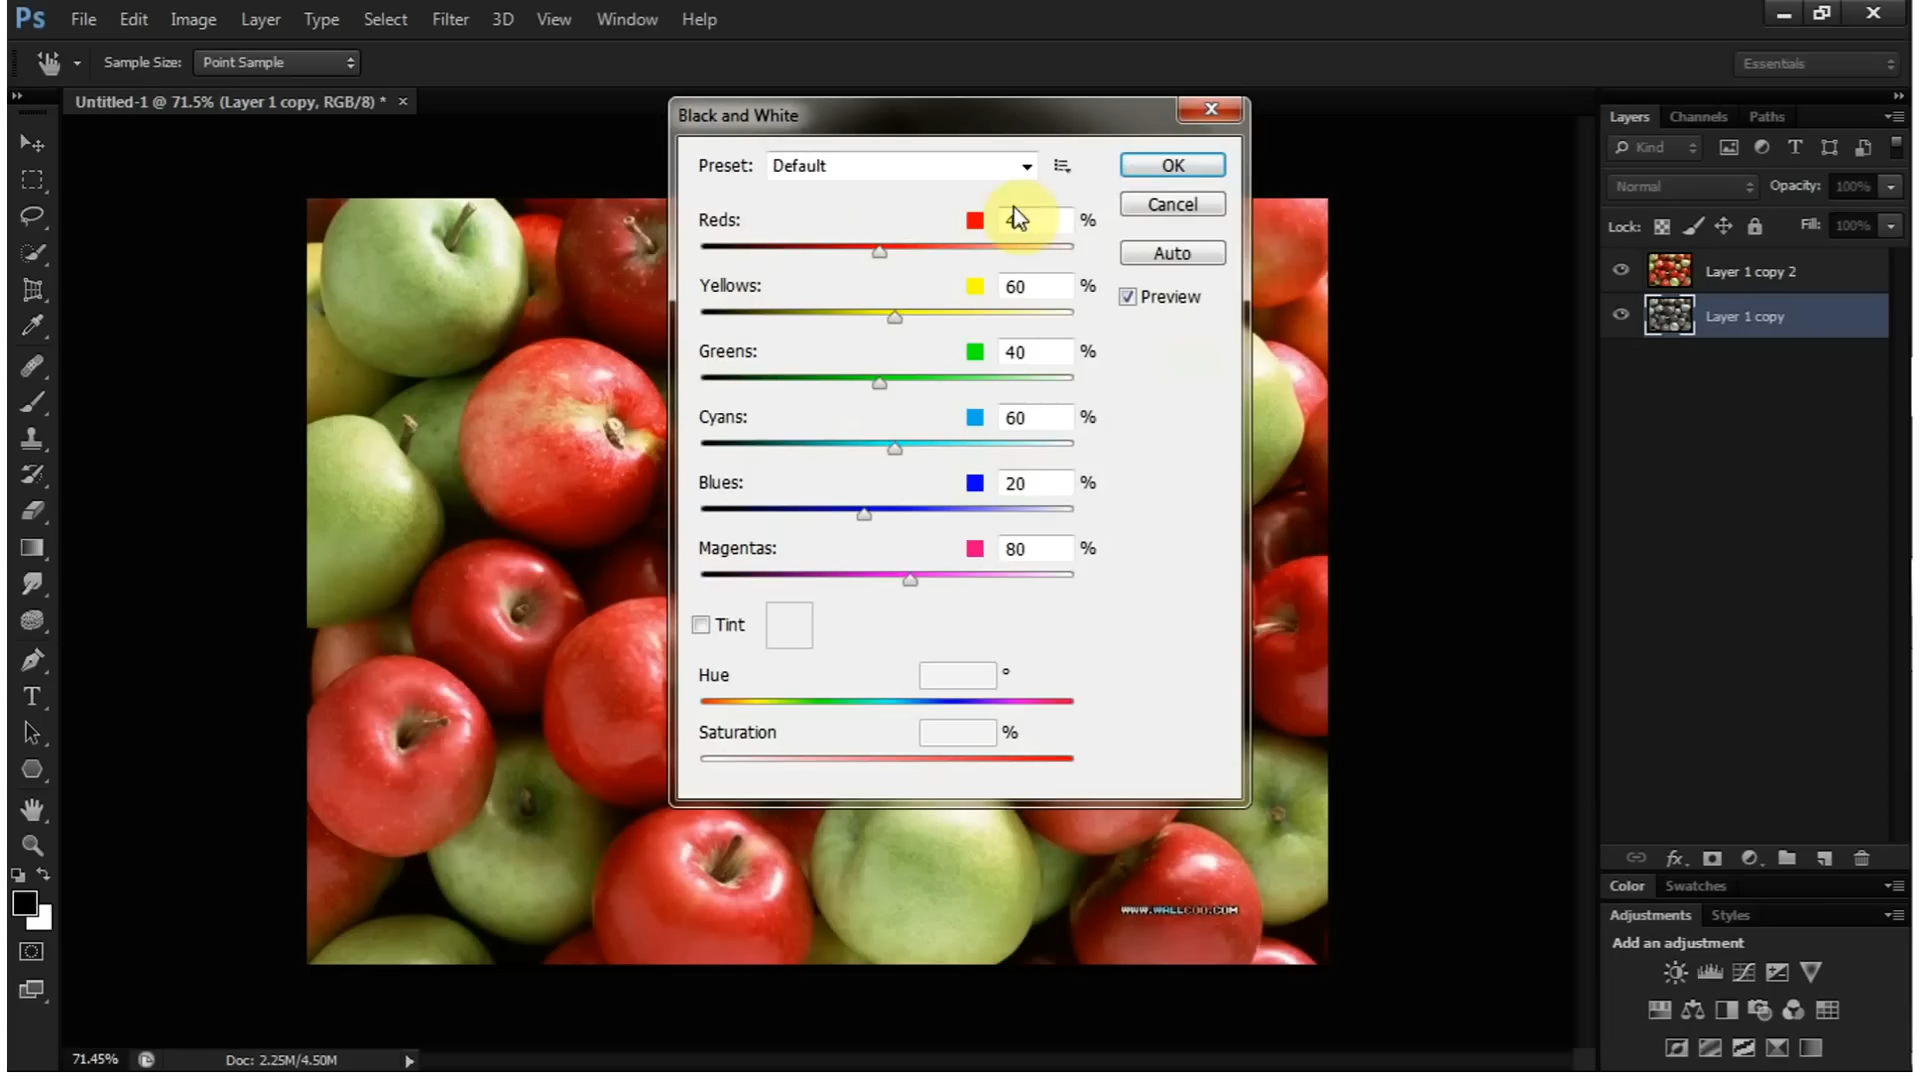 Ps File Edit Image Layer Type Select Filter 3D View Window Help
Sample Size: Point Sample Essentials
Untitled-1 @ 71.5% (Layer 1 copy, RGB/8) *
Black and White
Preset: Default OK
Cancel
Reds: %
Auto
Yellows: 60 %
Preview
Greens: 40 %
Cyans: 60 %
Blues: 20 %
Magentas: 80 %
Tint
Hue °
Saturation %
WWW.WALLCOO.COM
Layers Channels Paths
Kind
Normal Opacity: 100%
Lock: Fill: 100%
Layer 1 copy 2
Layer 1 copy
fx
Color Swatches
Adjustments Styles
Add an adjustment
71.45% Doc: 2.25M/4.50M